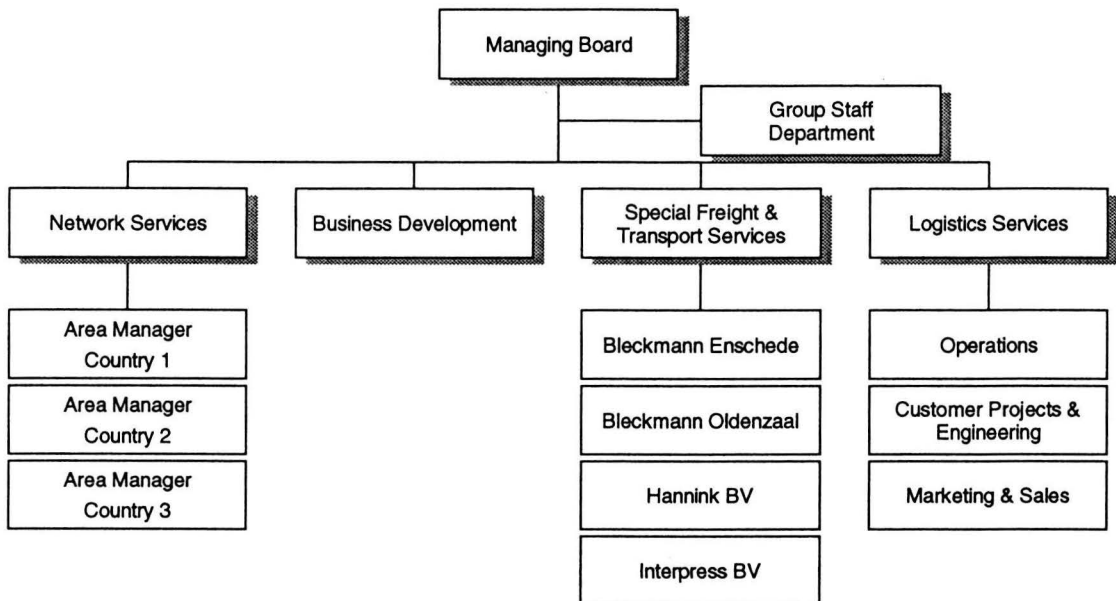 Managing Board
Group Staff
Department
Network Services
Business Development
Special Freight &
Transport Services
Logistics Services
Area Manager
Country 1
Area Manager
Country 2
Area Manager
Country 3
Bleckmann Enschede
Bleckmann Oldenzaal
Hannink BV
Interpress BV
Operations
Customer Projects &
Engineering
Marketing & Sales